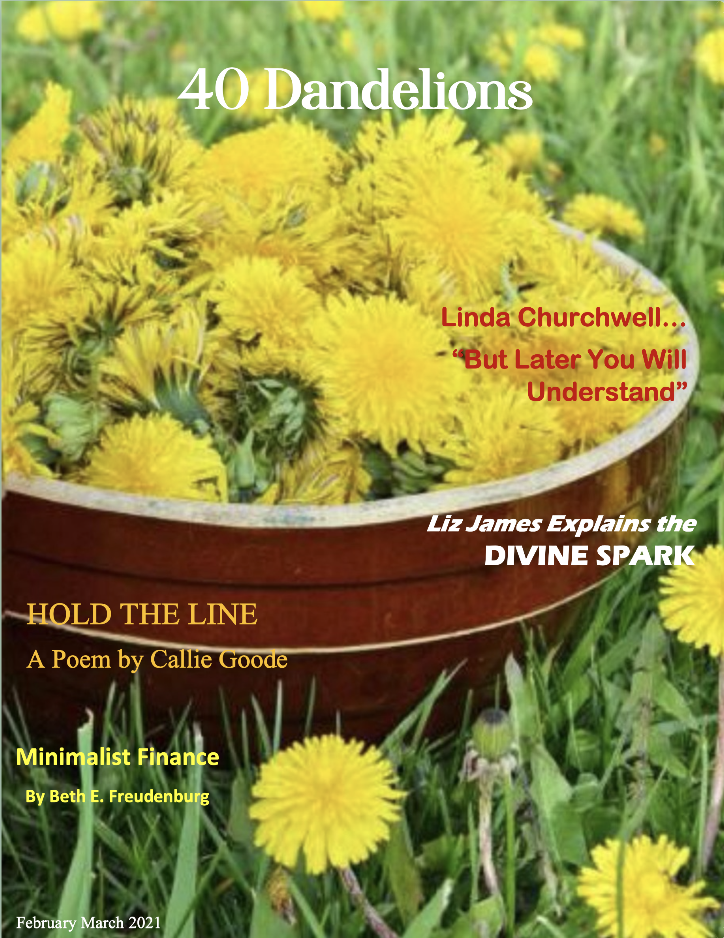 40 Dandelions
Linda Churchwell...
“But Later You Will
Understand”
Liz James Explains the
DIVINE SPARK
HOLD THE LINE
A Poem by Callie Goode
Minimalist Finance
By Beth E. Freudenburg
February March 2021